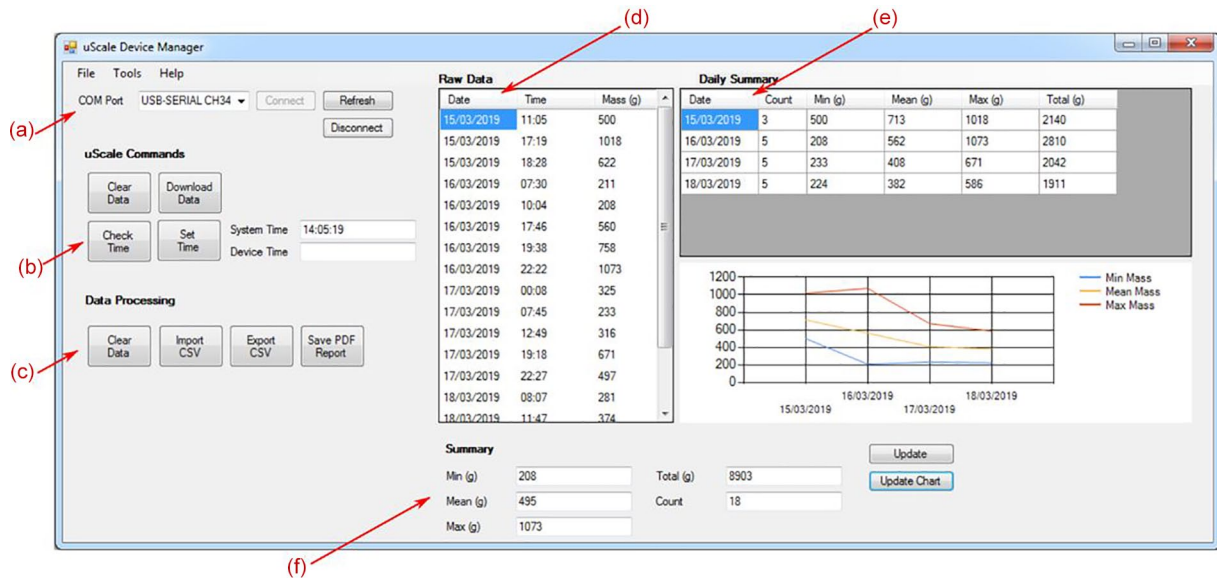 (d)
(e)
uScale Device Manager
File Tools Help
COM Port USB-SERIAL CH34 Connect Refresh
Disconnect
(a)
uScale Commands
Clear Data Download Data
Check Time Set Time System Time 14:05:19
Device Time
(b)
Data Processing
Clear Data Import CSV Export CSV Save PDF Report
(c)
Raw Data
Date Time Mass (g)
15/03/2019 11:05 500
15/03/2019 17:19 1018
15/03/2019 18:28 622
16/03/2019 07:30 211
16/03/2019 10:04 208
16/03/2019 17:46 560
16/03/2019 19:38 758
16/03/2019 22:22 1073
17/03/2019 00:08 325
17/03/2019 07:45 233
17/03/2019 12:49 316
17/03/2019 19:18 671
17/03/2019 22:27 497
18/03/2019 08:07 281
18/03/2019 11:47 374
Daily Summary
Date Count Min (g) Mean (g) Max (g) Total (g)
15/03/2019 3 500 713 1018 2140
16/03/2019 5 208 562 1073 2810
17/03/2019 5 233 408 671 2042
18/03/2019 5 224 382 586 1911
1200
1000
800
600
400
200
0
15/03/2019 16/03/2019 17/03/2019 18/03/2019
Min Mass
Mean Mass
Max Mass
Summary
Min (g) 208 Total (g) 8903
Mean (g) 495 Count 18
Max (g) 1073
Update
Update Chart
(f)